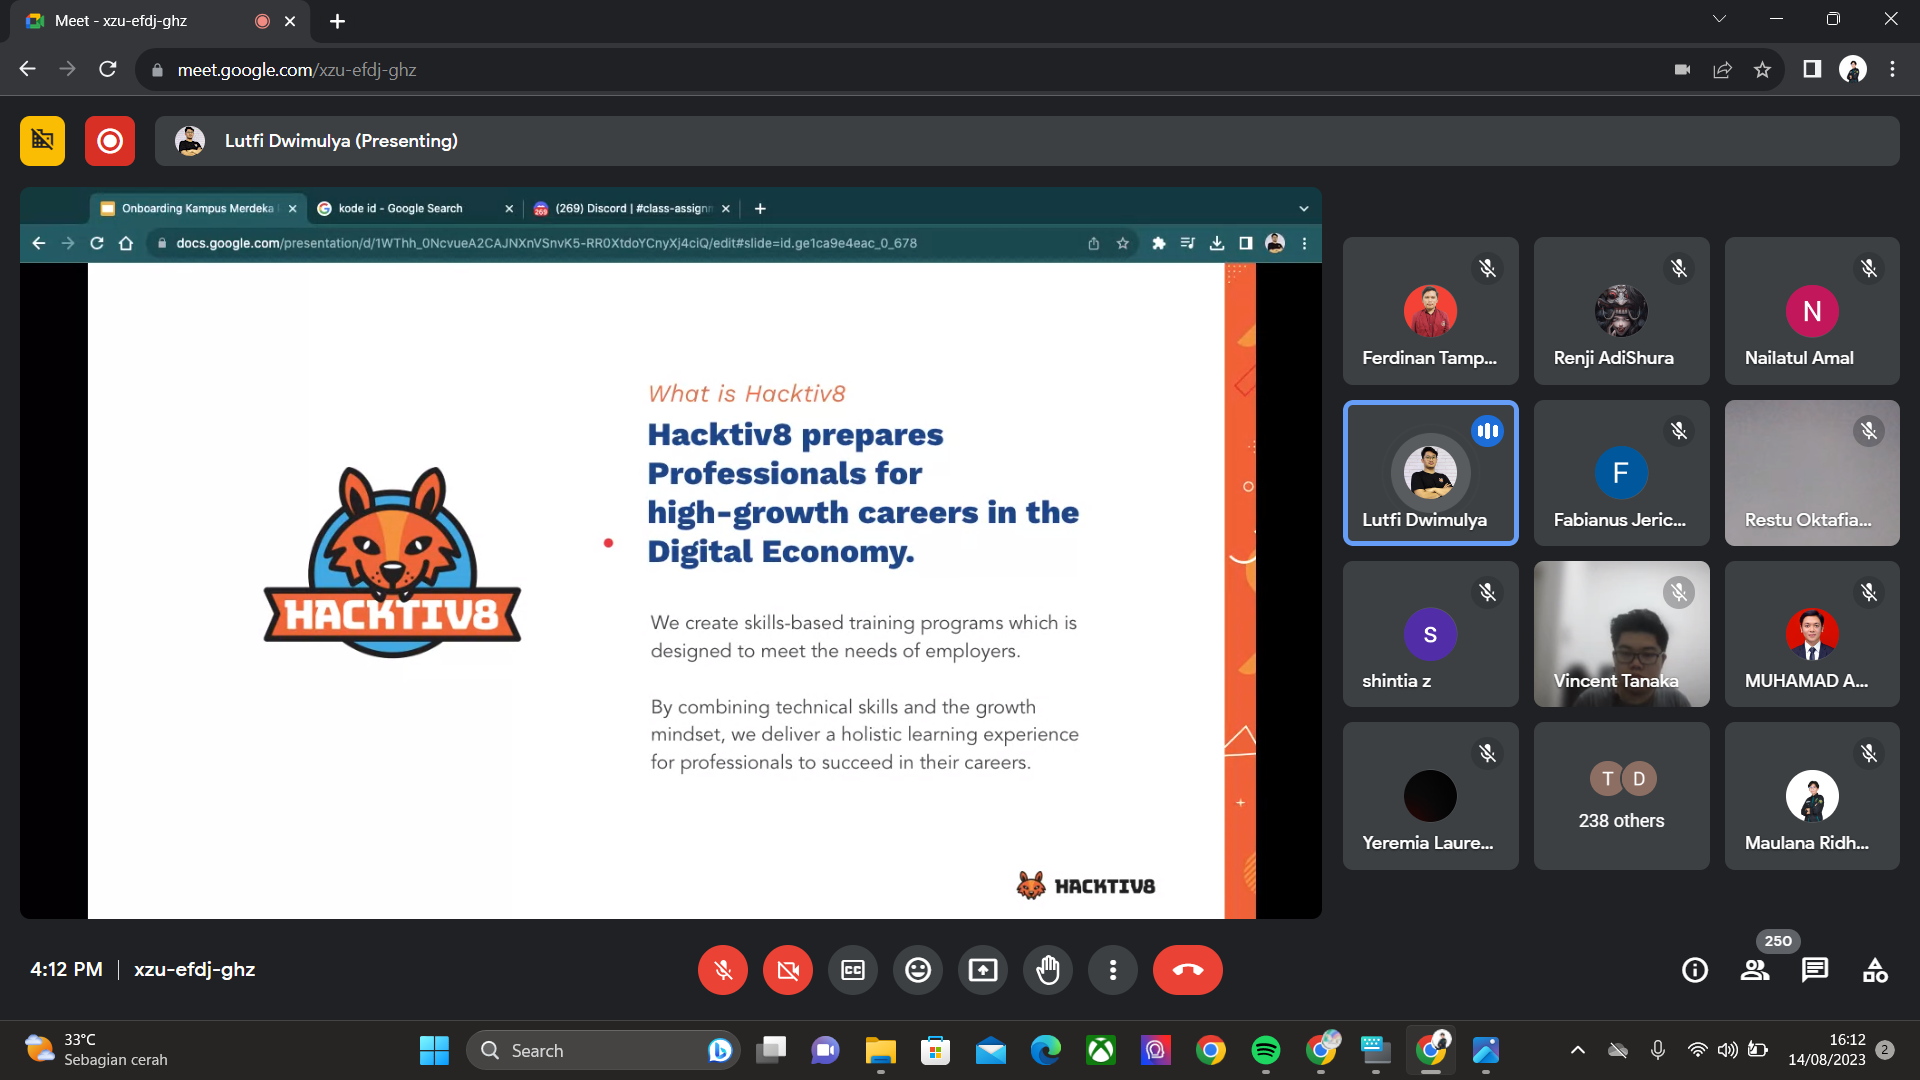 Meet - xzu-efdj-ghz
meet.google.com/xzu-efdj-ghz
Lutfi Dwimulya (Presenting)
Onboarding Kampus Merdeka
kode id - Google Search
(269) Discord | #class-assignm
docs.google.com/presentation/d/1WThh_0NcvueA2CAJNXnVSnvK5-RR0XtdoYCnyXj4ciQ/edit#slide=id.ge1ca9e4eac_0_678
What is Hacktiv8
Hacktiv8 prepares
Professionals for
high-growth careers in the
Digital Economy.
HACKTIV8
We create skills-based training programs which is
designed to meet the needs of employers.
By combining technical skills and the growth
mindset, we deliver a holistic learning experience
for professionals to succeed in their careers.
HACKTIV8
Ferdinan Tamp...
Renji AdiShura
N
Nailatul Amal
Lutfi Dwimulya
F
Fabianus Jeric...
Restu Oktafia...
s
shintia z
Vincent Tanaka
MUHAMAD A...
Yeremia Laure...
T D
238 others
Maulana Ridh...
4:12 PM | xzu-efdj-ghz
CC
250
33°C
Sebagian cerah
Search
16:12
14/08/2023
2